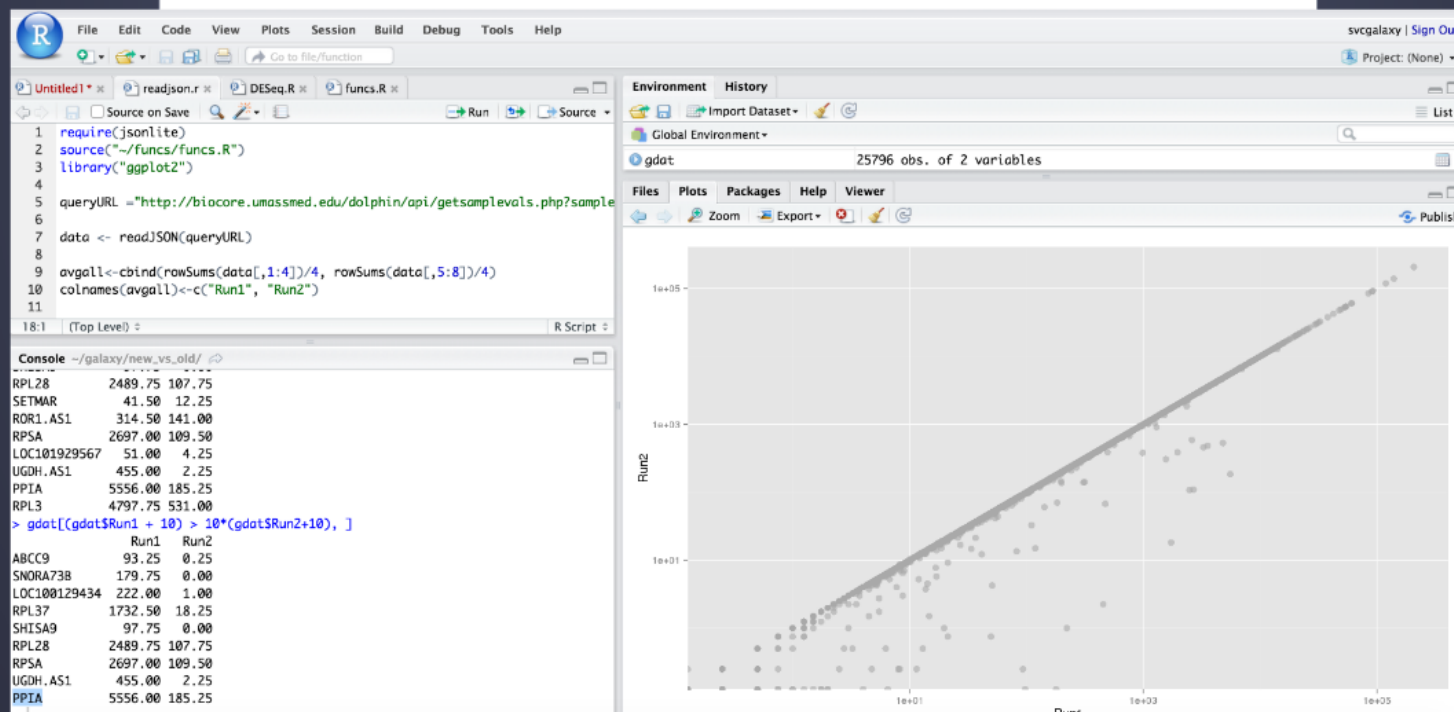 R File Edit Code View Plots Session Build Debug Tools Help
svcgalaxy | Sign Ou
Go to file/function
Project: (None)
Untitled1* readjson.r DESeq.R funcs.R
Source on Save Run Source
1 require(jsonlite)
2 source("~/funcs/funcs.R")
3 library("ggplot2")
4
5 queryURL ="http://biocore.umassmed.edu/dolphin/api/getsamplevals.php?sample
6
7 data <- readJSON(queryURL)
8
9 avgall<-cbind(rowSums(data[,1:4])/4, rowSums(data[,5:8])/4)
10 colnames(avgall)<-c("Run1", "Run2")
11
18:1 (Top Level) R Script
Console ~/galaxy/new_vs_old/
RPL28 2489.75 107.75
SETMAR 41.50 12.25
ROR1.AS1 314.50 141.00
RPSA 2697.00 109.50
LOC101929567 51.00 4.25
UGDH.AS1 455.00 2.25
PPIA 5556.00 185.25
RPL3 4797.75 531.00
> gdat[(gdat$Run1 + 10) > 10*(gdat$Run2+10), ]
Run1 Run2
ABCC9 93.25 0.25
SNORA73B 179.75 0.00
LOC100129434 222.00 1.00
RPL37 1732.50 18.25
SHISA9 97.75 0.00
RPL28 2489.75 107.75
RPSA 2697.00 109.50
UGDH.AS1 455.00 2.25
PPIA 5556.00 185.25
Environment History
Import Dataset
List
Global Environment
gdat 25796 obs. of 2 variables
Files Plots Packages Help Viewer
Zoom Export
Publis
1e+05
1e+03
Run2
1e+01
1e+01 1e+03 1e+05